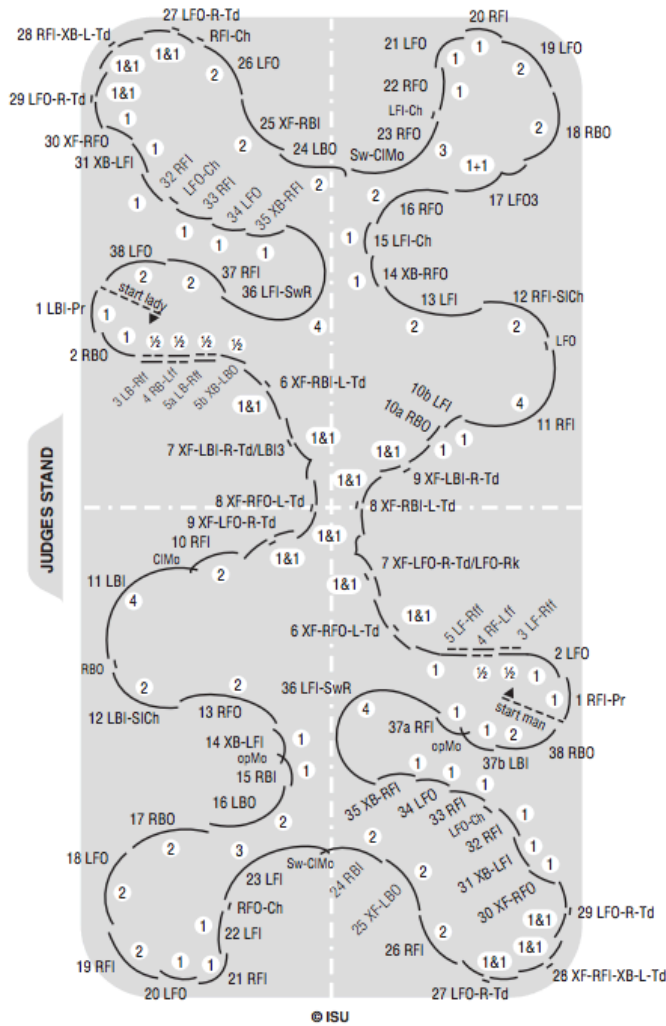 27 LFO-R-Td
28 RFI-XB-L-Td
RFI-Ch
26 LFO
1&1
1&1
2
1&1
29 LFO-R-Td
1
30 XF-RFO
31 XB-LFI
1
25 XF-RBI
2
24 LBO
32 RFI
LFO-Ch
33 RFI
34 LFO
35 XB-RFI
2
1
1
1
1
38 LFO
2
2
37 RFI
36 LFI-SwR
start lady
1 LBI-Pr
1
4
2 RBO
1
½
½
½
½
3 LB-Rff
4 RB-Lff
5a LB-Rff
5b XB-LBO
6 XF-RBI-L-Td
1&1
7 XF-LBI-R-Td/LBI3
1&1
8 XF-RFO-L-Td
1&1
9 XF-LFO-R-Td
1&1
10 RFI
ClMo
2
11 LBI
4
RBO
2
2
12 LBI-SlCh
13 RFO
14 XB-LFI
1
opMo
15 RBI
1
16 LBO
2
17 RBO
2
3
18 LFO
Sw-ClMo
23 LFI
2
RFO-Ch
1
22 LFI
2
1
1
19 RFI
20 LFO
21 RFI
20 RFI
21 LFO
1
1
19 LFO
2
22 RFO
1
LFI-Ch
23 RFO
2
18 RBO
Sw-ClMo
3
1+1
17 LFO3
2
16 RFO
1
15 LFI-Ch
1
14 XB-RFO
13 LFI
12 RFI-SlCh
2
2
LFO
10b LFI
10a RBO
4
11 RFI
1
1
1&1
9 XF-LBI-R-Td
1&1
8 XF-RBI-L-Td
7 XF-LFO-R-Td/LFO-Rk
1&1
1&1
6 XF-RFO-L-Td
5 LF-Rff
4 RF-Lff
3 LF-Rff
2 LFO
1
½
½
1
1
1 RFI-Pr
start man
36 LFI-SwR
4
37a RFI
1
opMo
1
2
38 RBO
37b LBI
1
1
1
35 XB-RFI
34 LFO
33 RFI
LFO-Ch
32 RFI
31 XB-LFI
30 XF-RFO
1
1
1
2
24 RBI
25 XF-LBO
2
26 RFI
2
29 LFO-R-Td
1&1
1&1
1&1
28 XF-RFI-XB-L-Td
27 LFO-R-Td
JUDGES STAND
© ISU